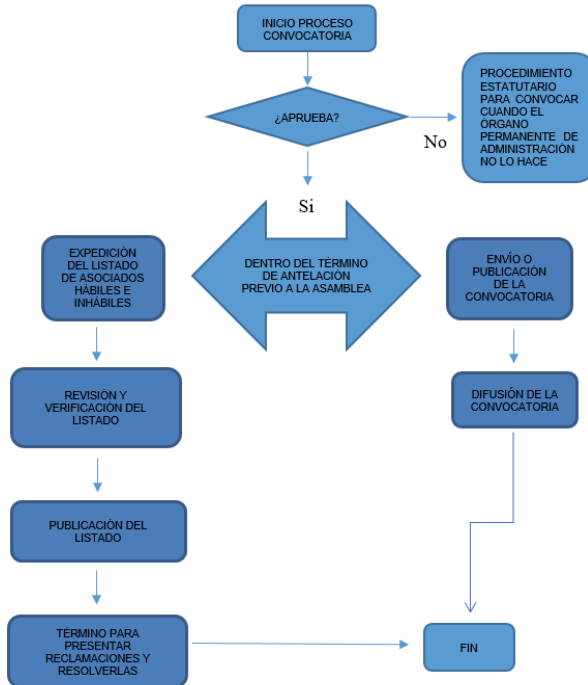 INICIO PROCESO
CONVOCATORIA
¿APRUEBA?
No
PROCEDIMIENTO
ESTATUTARIO
PARA CONVOCAR
CUANDO EL
ÓRGANO
PERMANENTE DE
ADMINISTRACIÓN
NO LO HACE
Si
DENTRO DEL TÉRMINO
DE ANTELACIÓN
PREVIO A LA ASAMBLEA
EXPEDICIÓN
DEL LISTADO
DE ASOCIADOS
HÁBILES E
INHÁBILES
REVISIÓN Y
VERIFICACIÓN DEL
LISTADO
PUBLICACIÓN DEL
LISTADO
TÉRMINO PARA
PRESENTAR
RECLAMACIONES Y
RESOLVERLAS
ENVÍO O
PUBLICACIÓN
DE LA
CONVOCATORIA
DIFUSIÓN DE LA
CONVOCATORIA
FIN